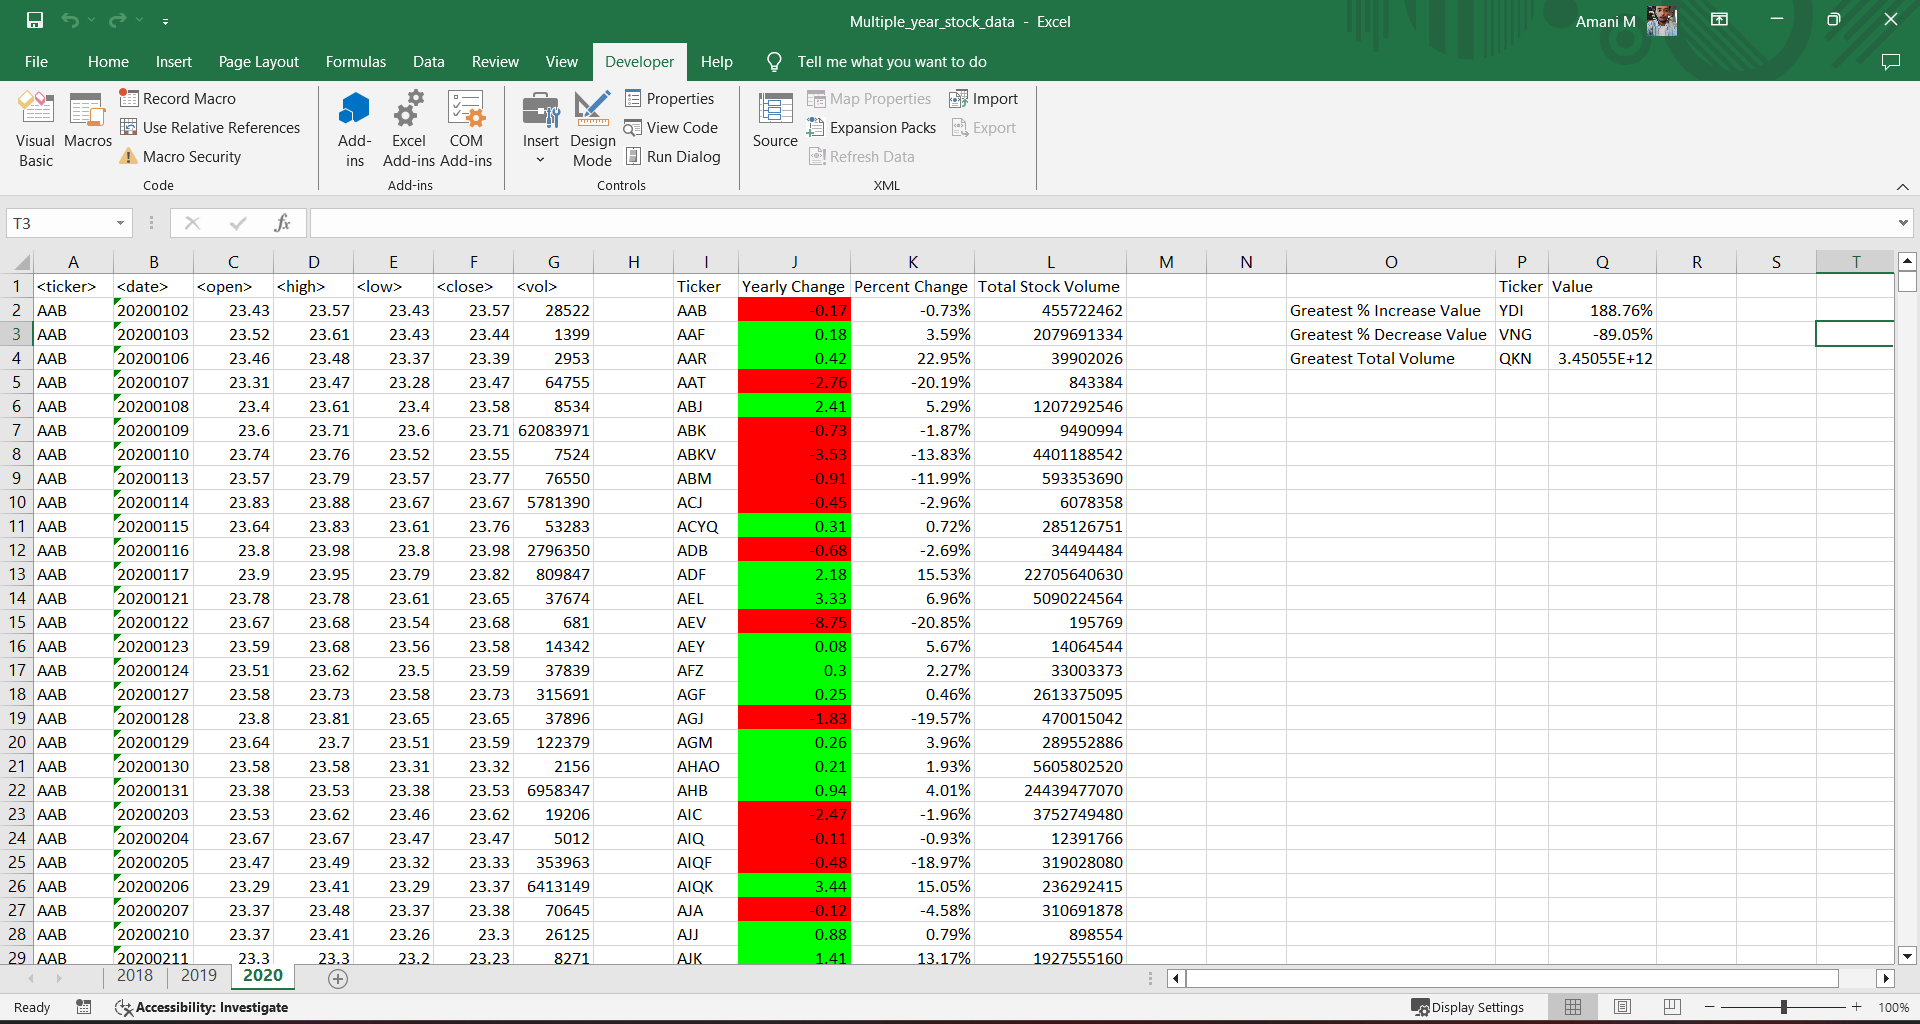 Multiple_year_stock_data - Excel
Amani M
File Home Insert Page Layout Formulas Data Review View Developer Help Tell me what you want to do
Visual Basic
Macros
Record Macro
Use Relative References
Macro Security
Code
Add-ins
Excel Add-ins
COM Add-ins
Add-ins
Insert
Design Mode
Properties
View Code
Run Dialog
Controls
Source
Map Properties
Expansion Packs
Refresh Data
Import
Export
XML
T3
fx
A B C D E F G H I J K L M N O P Q R S T
1 <ticker> <date> <open> <high> <low> <close> <vol> Ticker Yearly Change Percent Change Total Stock Volume Ticker Value
2 AAB 20200102 23.43 23.57 23.43 23.57 28522 AAB -0.17 -0.73% 455722462 Greatest % Increase Value YDI 188.76%
3 AAB 20200103 23.52 23.61 23.43 23.44 1399 AAF 0.18 3.59% 2079691334 Greatest % Decrease Value VNG -89.05%
4 AAB 20200106 23.46 23.48 23.37 23.39 2953 AAR 0.42 22.95% 39902026 Greatest Total Volume QKN 3.45055E+12
5 AAB 20200107 23.31 23.47 23.28 23.47 64755 AAT -2.76 -20.19% 843384
6 AAB 20200108 23.4 23.61 23.4 23.58 8534 ABJ 2.41 5.29% 1207292546
7 AAB 20200109 23.6 23.71 23.6 23.71 62083971 ABK -0.73 -1.87% 9490994
8 AAB 20200110 23.74 23.76 23.52 23.55 7524 ABKV -3.53 -13.83% 4401188542
9 AAB 20200113 23.57 23.79 23.57 23.77 76550 ABM -0.91 -11.99% 593353690
10 AAB 20200114 23.83 23.88 23.67 23.67 5781390 ACJ -0.45 -2.96% 6078358
11 AAB 20200115 23.64 23.83 23.61 23.76 53283 ACYQ 0.31 0.72% 285126751
12 AAB 20200116 23.8 23.98 23.8 23.98 2796350 ADB -0.68 -2.69% 34494484
13 AAB 20200117 23.9 23.95 23.79 23.82 809847 ADF 2.18 15.53% 22705640630
14 AAB 20200121 23.78 23.78 23.61 23.65 37674 AEL 3.33 6.96% 5090224564
15 AAB 20200122 23.67 23.68 23.54 23.68 681 AEV -8.75 -20.85% 195769
16 AAB 20200123 23.59 23.68 23.56 23.58 14342 AEY 0.08 5.67% 14064544
17 AAB 20200124 23.51 23.62 23.5 23.59 37839 AFZ 0.3 2.27% 33003373
18 AAB 20200127 23.58 23.73 23.58 23.73 315691 AGF 0.25 0.46% 2613375095
19 AAB 20200128 23.8 23.81 23.65 23.65 37896 AGJ -1.83 -19.57% 470015042
20 AAB 20200129 23.64 23.7 23.51 23.59 122379 AGM 0.26 3.96% 289552886
21 AAB 20200130 23.58 23.58 23.31 23.32 2156 AHAO 0.21 1.93% 5605802520
22 AAB 20200131 23.38 23.53 23.38 23.53 6958347 AHB 0.94 4.01% 24439477070
23 AAB 20200203 23.53 23.62 23.46 23.62 19206 AIC -2.47 -1.96% 3752749480
24 AAB 20200204 23.67 23.67 23.47 23.47 5012 AIQ -0.11 -0.93% 12391766
25 AAB 20200205 23.47 23.49 23.32 23.33 353963 AIQF -0.48 -18.97% 319028080
26 AAB 20200206 23.29 23.41 23.29 23.37 6413149 AIQK 3.44 15.05% 236292415
27 AAB 20200207 23.37 23.48 23.37 23.38 70645 AJA -0.12 -4.58% 310691878
28 AAB 20200210 23.37 23.41 23.26 23.3 26125 AJJ 0.88 0.79% 898554
29 AAB 20200211 23.3 23.3 23.2 23.23 8271 AJK 1.41 13.17% 1927555160
2018 2019 2020
Ready Accessibility: Investigate Display Settings 100%